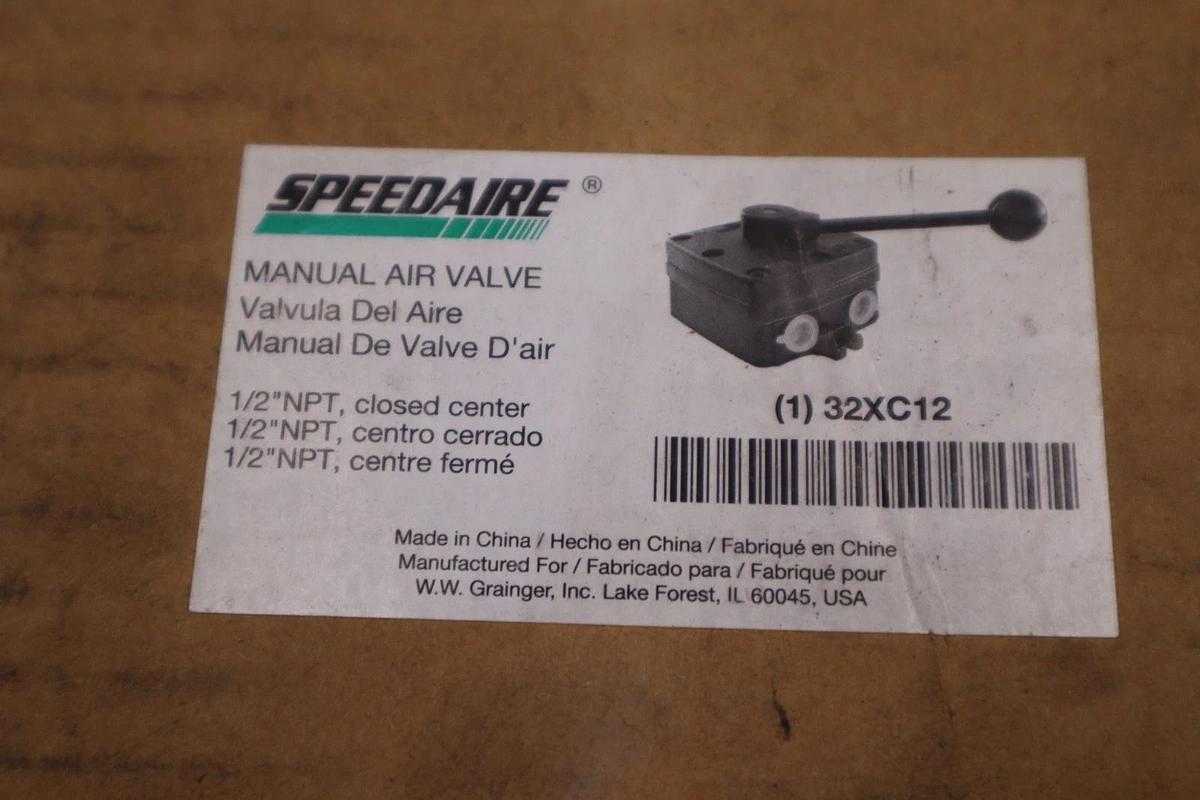 SPEEDAIRE ®
MANUAL AIR VALVE
Valvula Del Aire
Manual De Valve D'air
1/2"NPT, closed center
1/2"NPT, centro cerrado
1/2"NPT, centre fermé
(1) 32XC12
Made in China / Hecho en China / Fabriqué en Chine
Manufactured For / Fabricado para / Fabriqué pour
W.W. Grainger, Inc. Lake Forest, IL 60045, USA